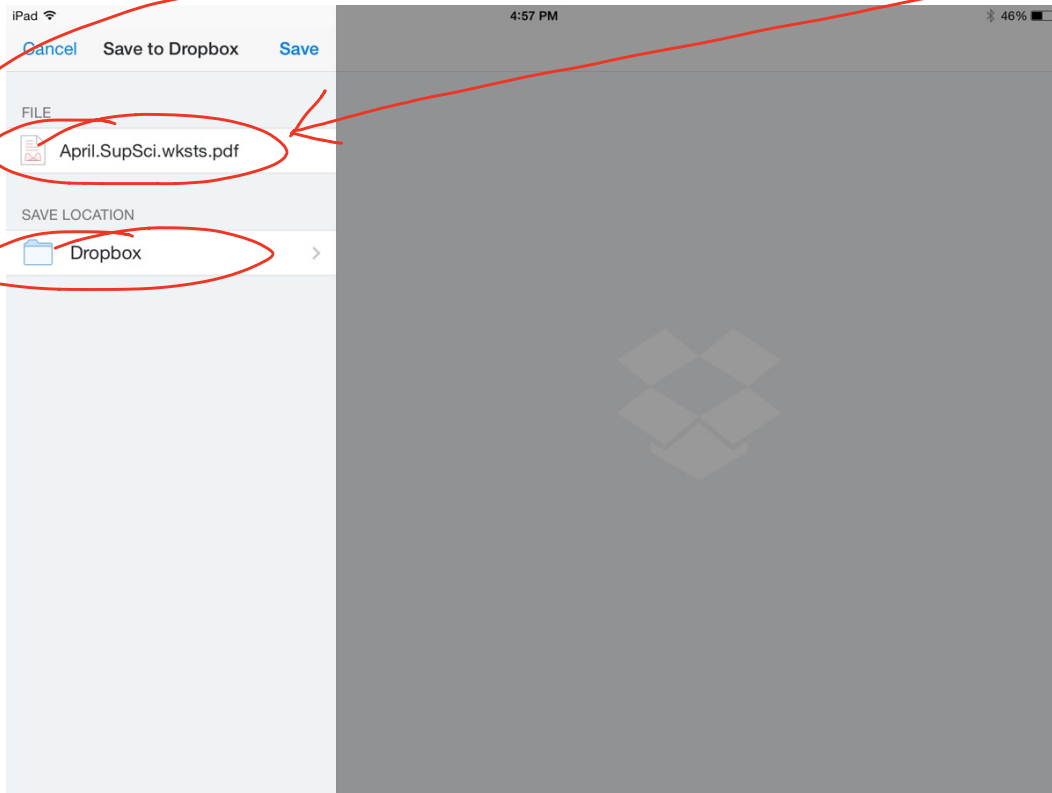 iPad 4:57 PM 46%
Cancel Save to Dropbox Save
FILE
April.SupSci.wksts.pdf
SAVE LOCATION
Dropbox